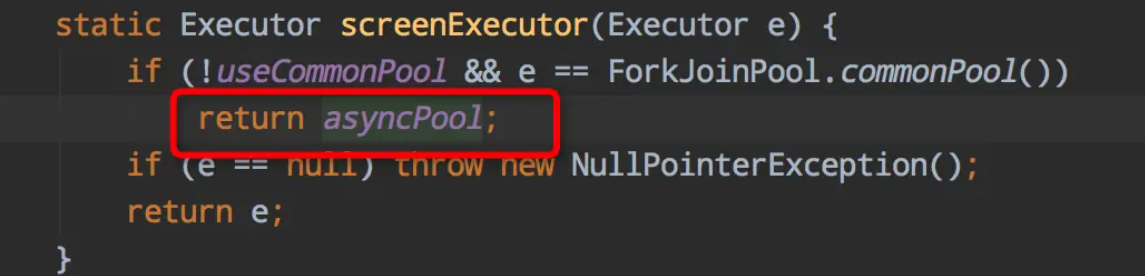 static Executor screenExecutor(Executor e) {
if (!useCommonPool && e == ForkJoinPool.commonPool())
return asyncPool;
if (e == null) throw new NullPointerException();
return e;
}